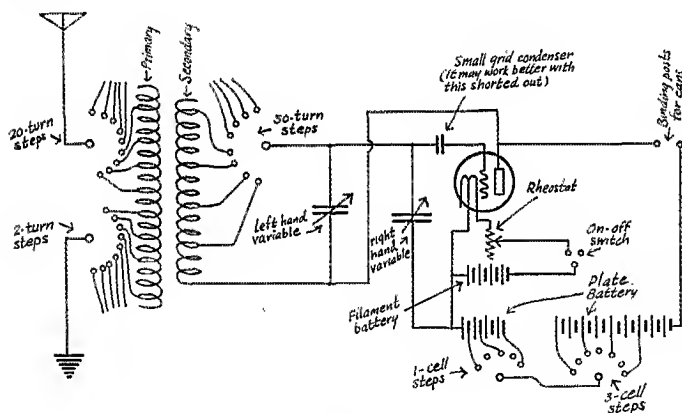 Primary
Secondary
20-turn
steps
2-turn
steps
50-turn
steps
Small grid condenser
(It may work better with
this shorted out)
Binding posts
for cans
left hand
variable
right
hand
variable
Rheostat
On-off
switch
Filament
battery
Plate
Battery
1-cell
steps
3-cell
steps